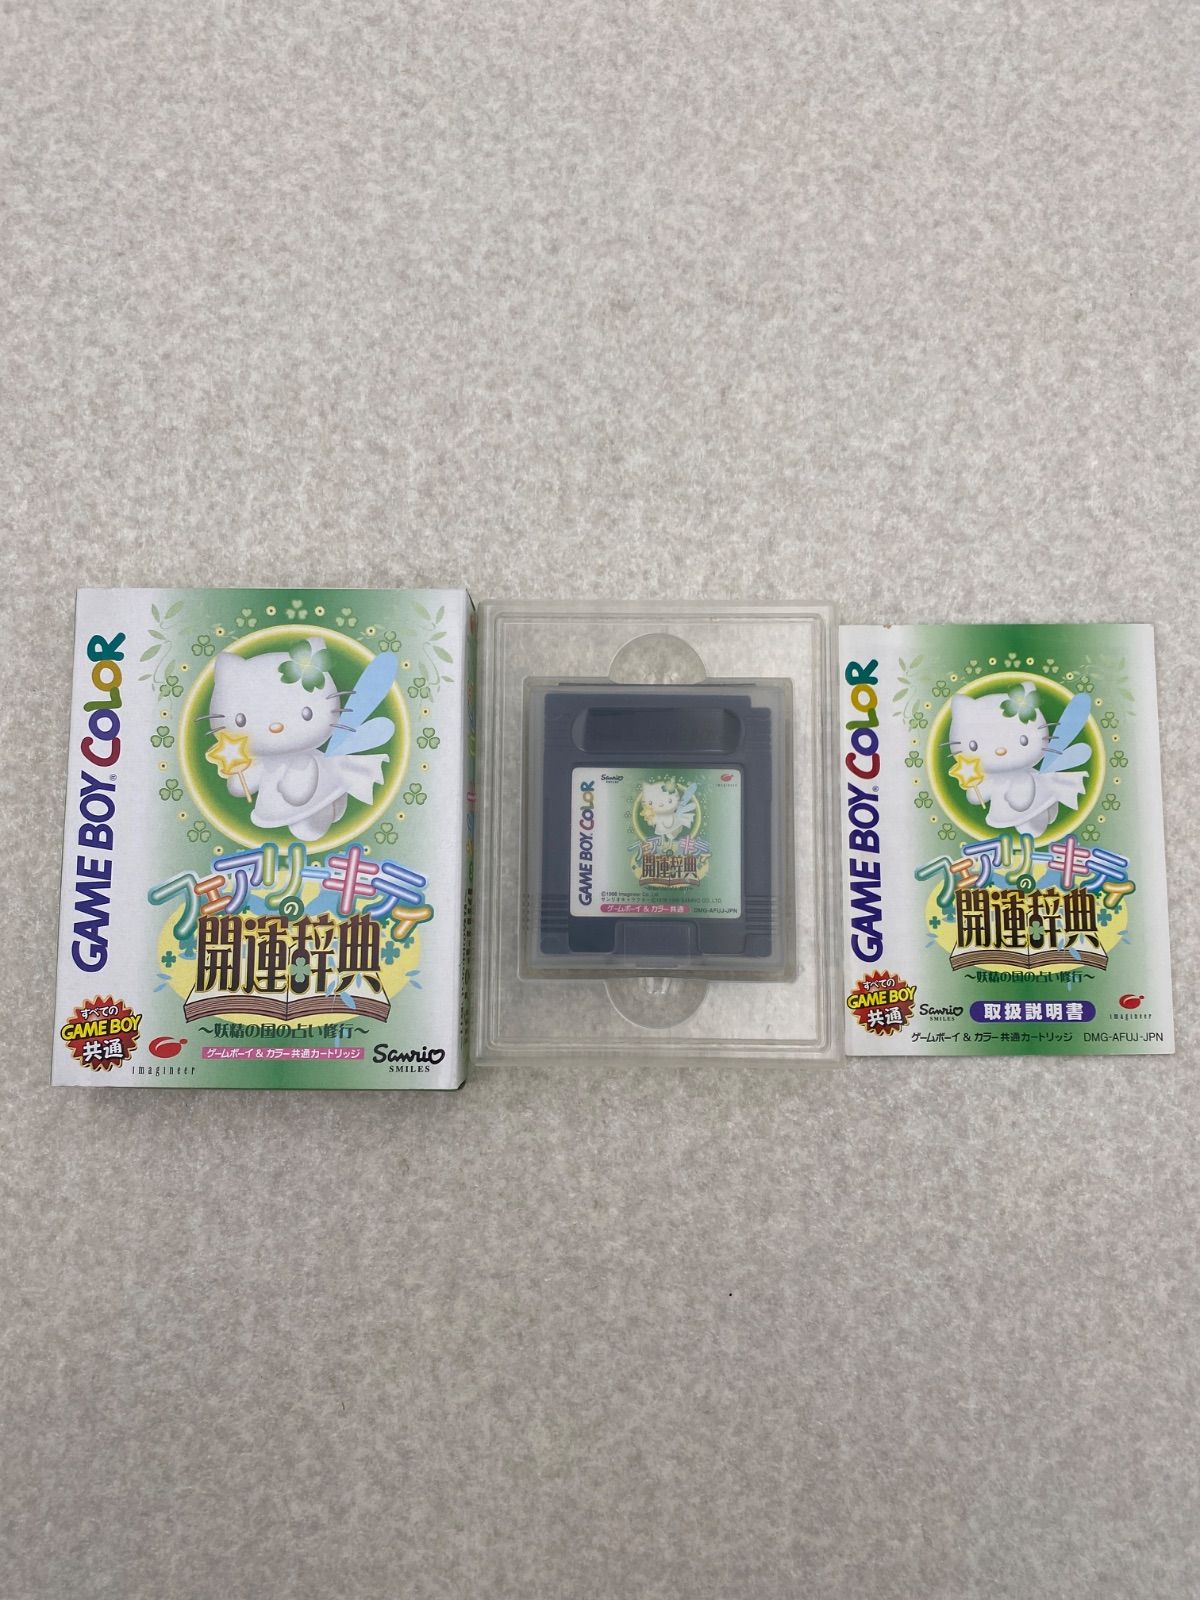 GAME BOY COLOR
フェアリーキティの
開運辞典
〜妖精の国の占い修行〜
すべての
GAME BOY
共通
imagineer
ゲームボーイ & カラー共通カートリッジ
Sanrio
SMILES
GAME BOY COLOR
Sanrio
SMILES
imagineer
フェアリーキティの
開運辞典
©1998 Imagineer Co.,Ltd.
ゲームボーイ & カラー共通
DMG-AFUJ-JPN
GAME BOY COLOR
フェアリーキティの
開運辞典
〜妖精の国の占い修行〜
すべての
GAME BOY
共通
Sanrio
SMILES
取扱説明書
imagineer
ゲームボーイ & カラー共通カートリッジ DMG-AFUJ-JPN